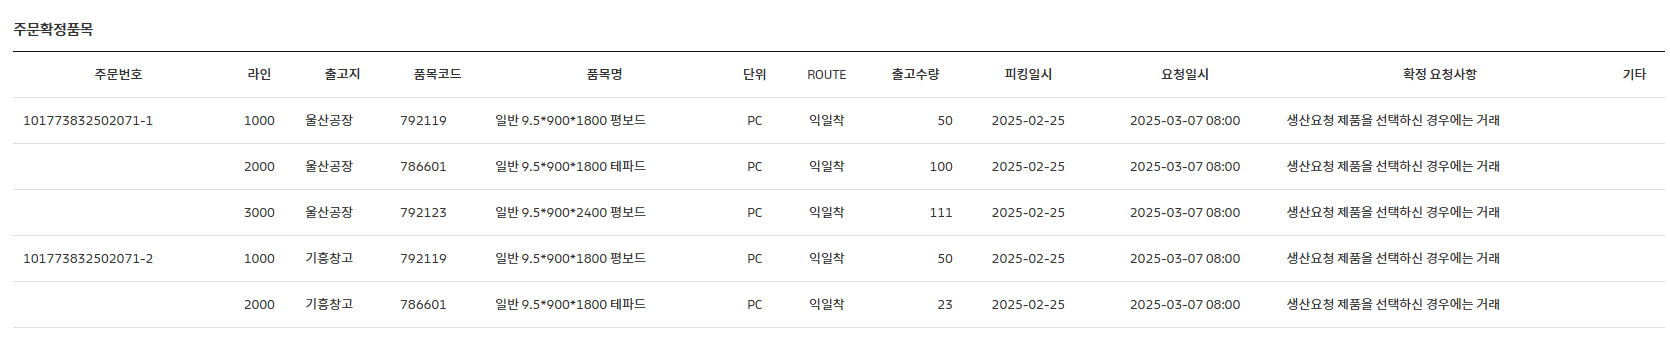 주문확정품목
주문번호 라인 출고지 품목코드 품목명 단위 ROUTE 출고수량 피킹일시 요청일시 확정 요청사항 기타
101773832502071-1 1000 울산공장 792119 일반 9.5*900*1800 평보드 PC 익일착 50 2025-02-25 2025-03-07 08:00 생산요청 제품을 선택하신 경우에는 거래
2000 울산공장 786601 일반 9.5*900*1800 테파드 PC 익일착 100 2025-02-25 2025-03-07 08:00 생산요청 제품을 선택하신 경우에는 거래
3000 울산공장 792123 일반 9.5*900*2400 평보드 PC 익일착 111 2025-02-25 2025-03-07 08:00 생산요청 제품을 선택하신 경우에는 거래
101773832502071-2 1000 기흥창고 792119 일반 9.5*900*1800 평보드 PC 익일착 50 2025-02-25 2025-03-07 08:00 생산요청 제품을 선택하신 경우에는 거래
2000 기흥창고 786601 일반 9.5*900*1800 테파드 PC 익일착 23 2025-02-25 2025-03-07 08:00 생산요청 제품을 선택하신 경우에는 거래